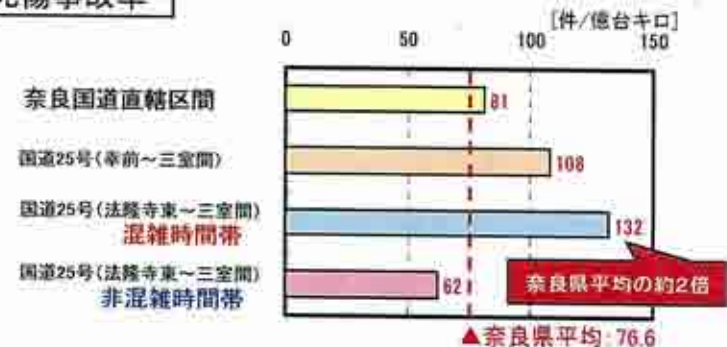 死傷事故率
[件/億台キロ]
0 50 100 150
奈良国道直轄区間 81
国道25号(幸前～三室間) 108
国道25号(法隆寺東～三室間)
混雑時間帯 132
国道25号(法隆寺東～三室間)
非混雑時間帯 62
奈良県平均の約2倍
▲奈良県平均:76.6